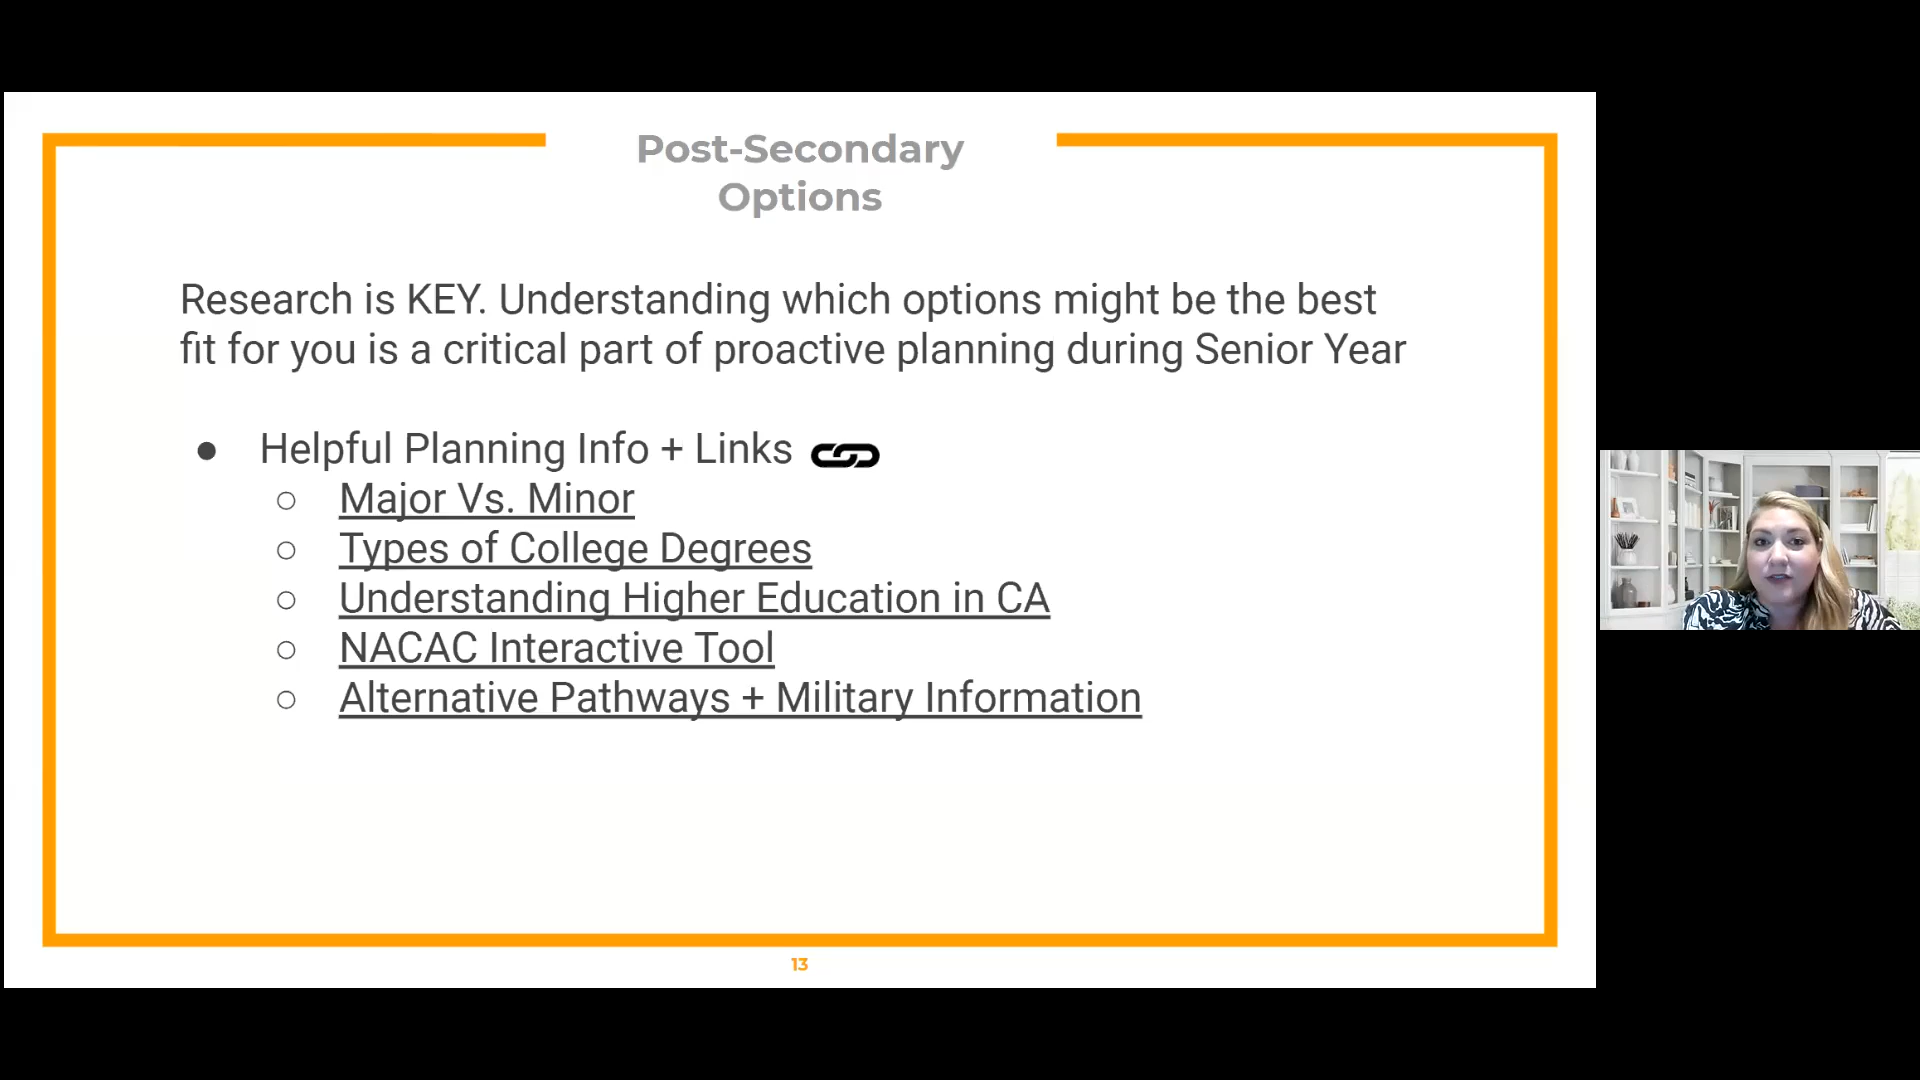 Post-Secondary
Options
Research is KEY. Understanding which options might be the best
fit for you is a critical part of proactive planning during Senior Year
● Helpful Planning Info + Links
○ Major Vs. Minor
○ Types of College Degrees
○ Understanding Higher Education in CA
○ NACAC Interactive Tool
○ Alternative Pathways + Military Information
13